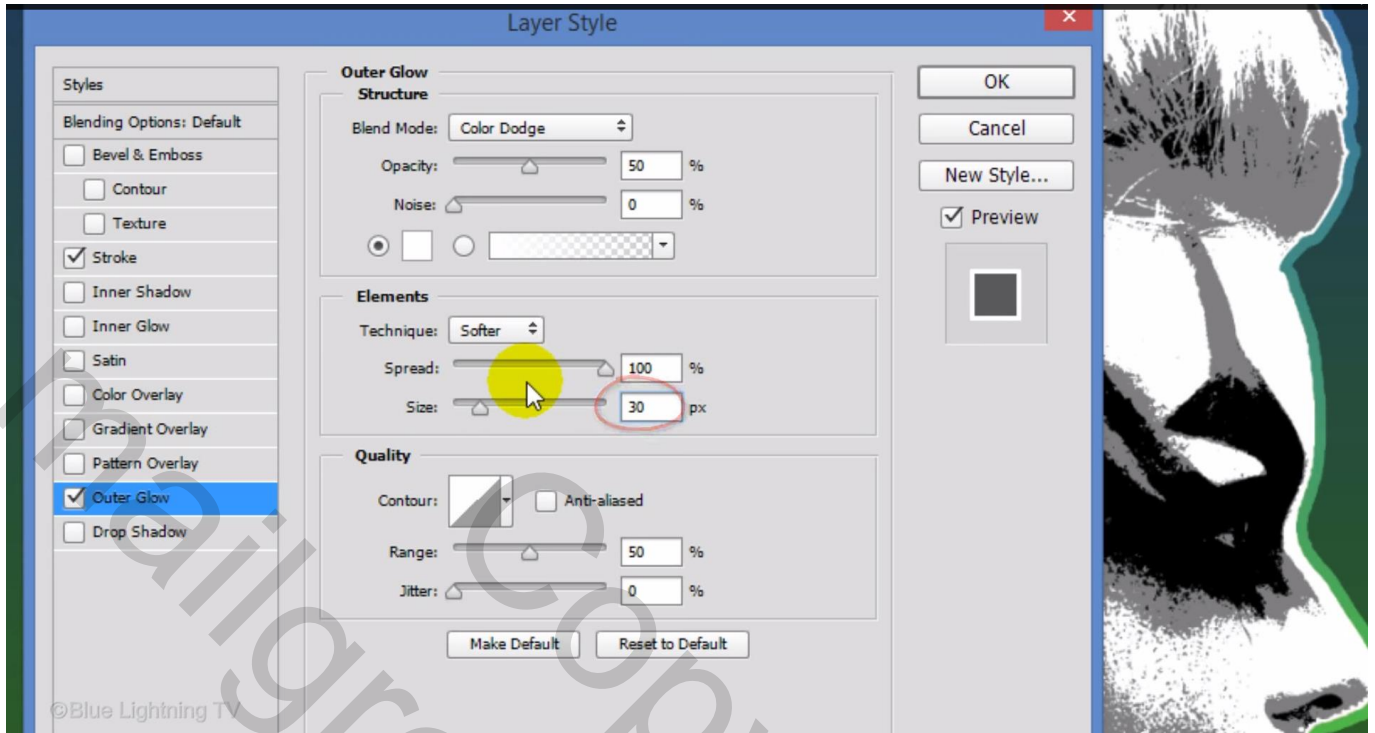 Layer Style
Styles
Blending Options: Default
Bevel & Emboss
Contour
Texture
Stroke
Inner Shadow
Inner Glow
Satin
Color Overlay
Gradient Overlay
Pattern Overlay
Outer Glow
Drop Shadow
Outer Glow
Structure
Blend Mode: Color Dodge
Opacity: 50 %
Noise: 0 %
Elements
Technique: Softer
Spread: 100 %
Size: 30 px
Quality
Contour: Anti-aliased
Range: 50 %
Jitter: 0 %
Make Default Reset to Default
OK
Cancel
New Style...
Preview
©Blue Lightning TV